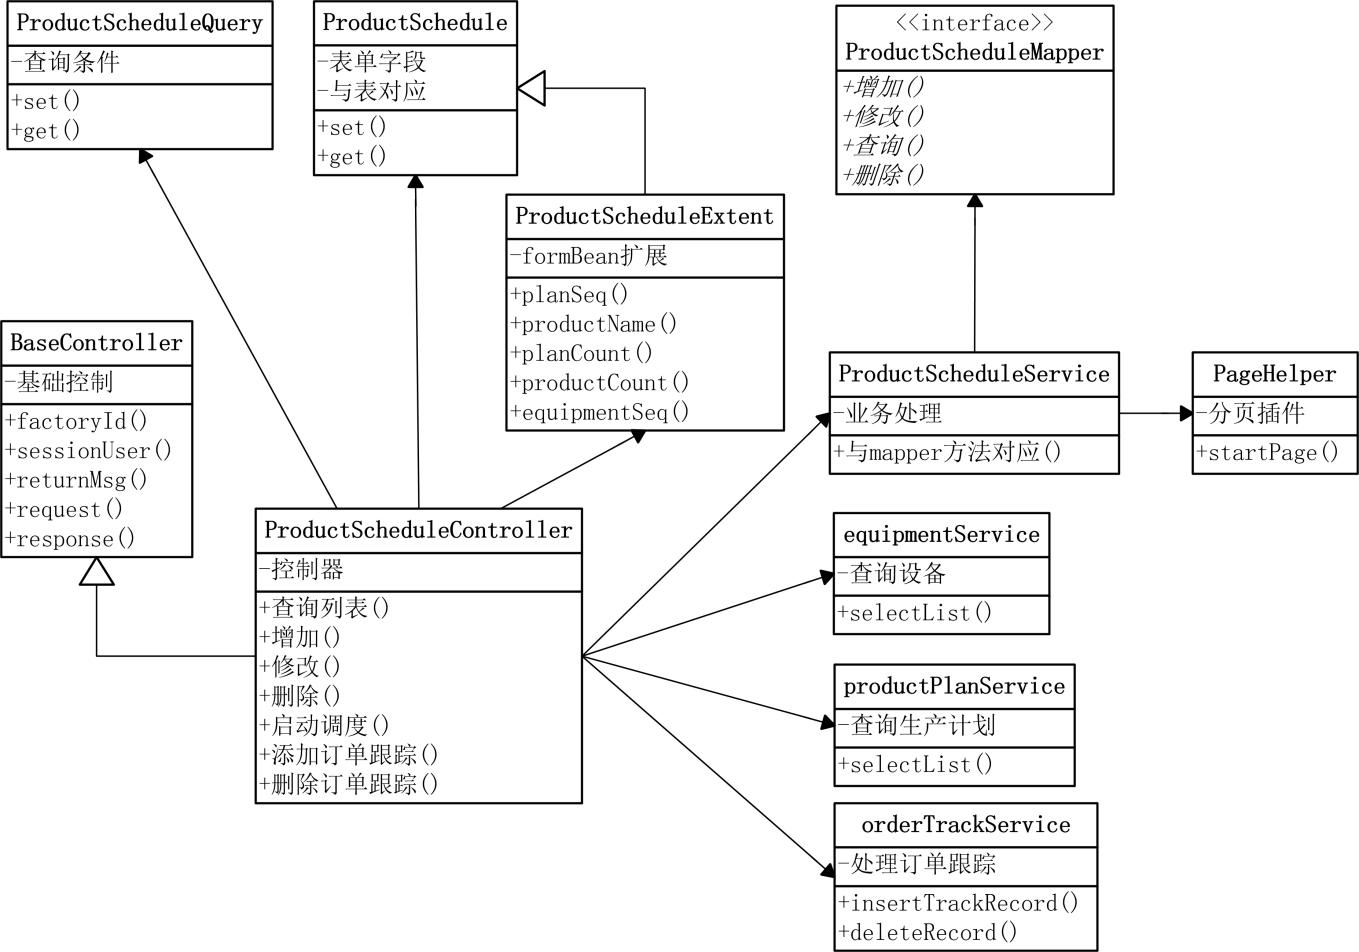 ProductScheduleQuery
-查询条件
+set()
+get()
ProductSchedule
-表单字段
-与表对应
+set()
+get()
<<interface>>
ProductScheduleMapper
+增加()
+修改()
+查询()
+删除()
ProductScheduleExtent
-formBean扩展
+planSeq()
+productName()
+planCount()
+productCount()
+equipmentSeq()
BaseController
-基础控制
+factoryId()
+sessionUser()
+returnMsg()
+request()
+response()
ProductScheduleService
-业务处理
+与mapper方法对应()
PageHelper
-分页插件
+startPage()
ProductScheduleController
-控制器
+查询列表()
+增加()
+修改()
+删除()
+启动调度()
+添加订单跟踪()
+删除订单跟踪()
equipmentService
-查询设备
+selectList()
productPlanService
-查询生产计划
+selectList()
orderTrackService
-处理订单跟踪
+insertTrackRecord()
+deleteRecord()